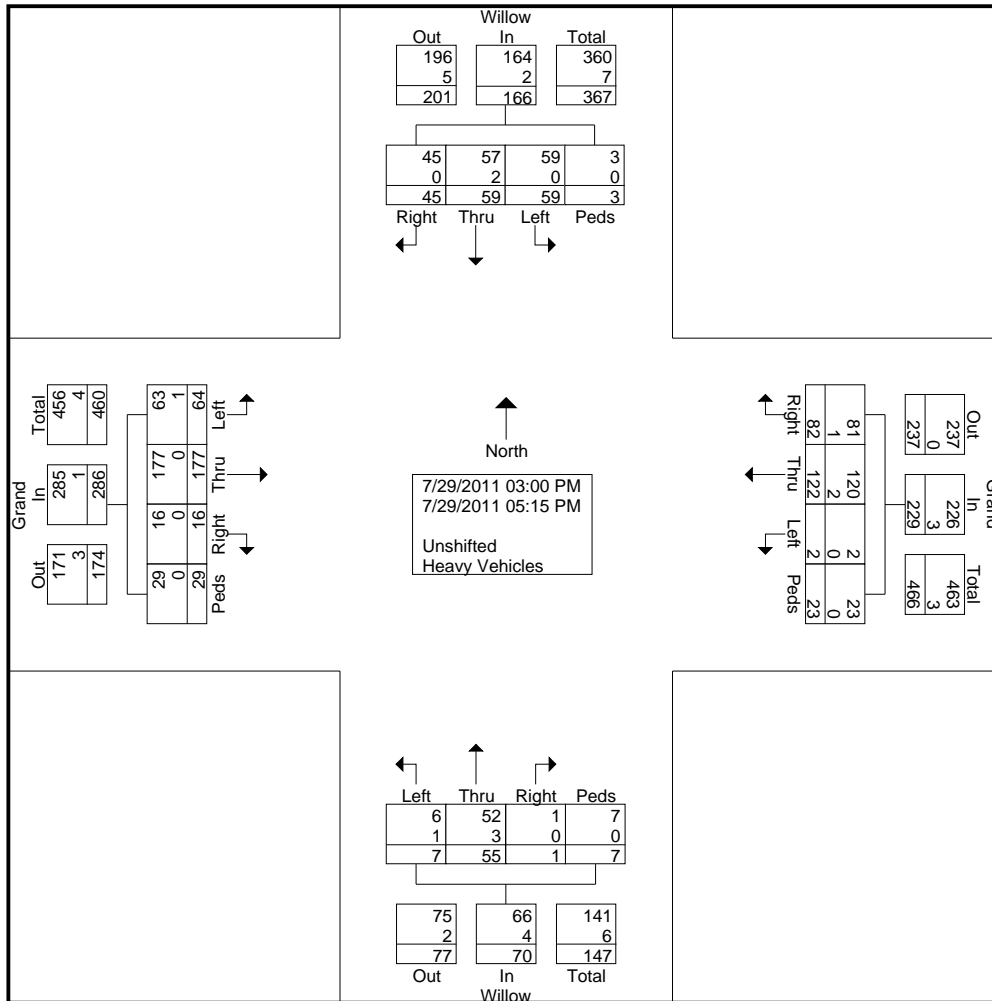 Willow
Out In Total
196 164 360
5 2 7
201 166 367
45 57 59 3
0 2 0 0
45 59 59 3
Right Thru Left Peds
Grand
Total In Out
456 285 171
4 1 3
460 286 174
63 177 16 29
1 0 0 0
64 177 16 29
Left Thru Right Peds
North
7/29/2011 03:00 PM
7/29/2011 05:15 PM
Unshifted
Heavy Vehicles
Grand
Out In Total
237 226 463
0 3 3
237 229 466
81 120 2 23
1 2 0 0
82 122 2 23
Right Thru Left Peds
Left Thru Right Peds
6 52 1 7
1 3 0 0
7 55 1 7
75 66 141
2 4 6
77 70 147
Out In Total
Willow